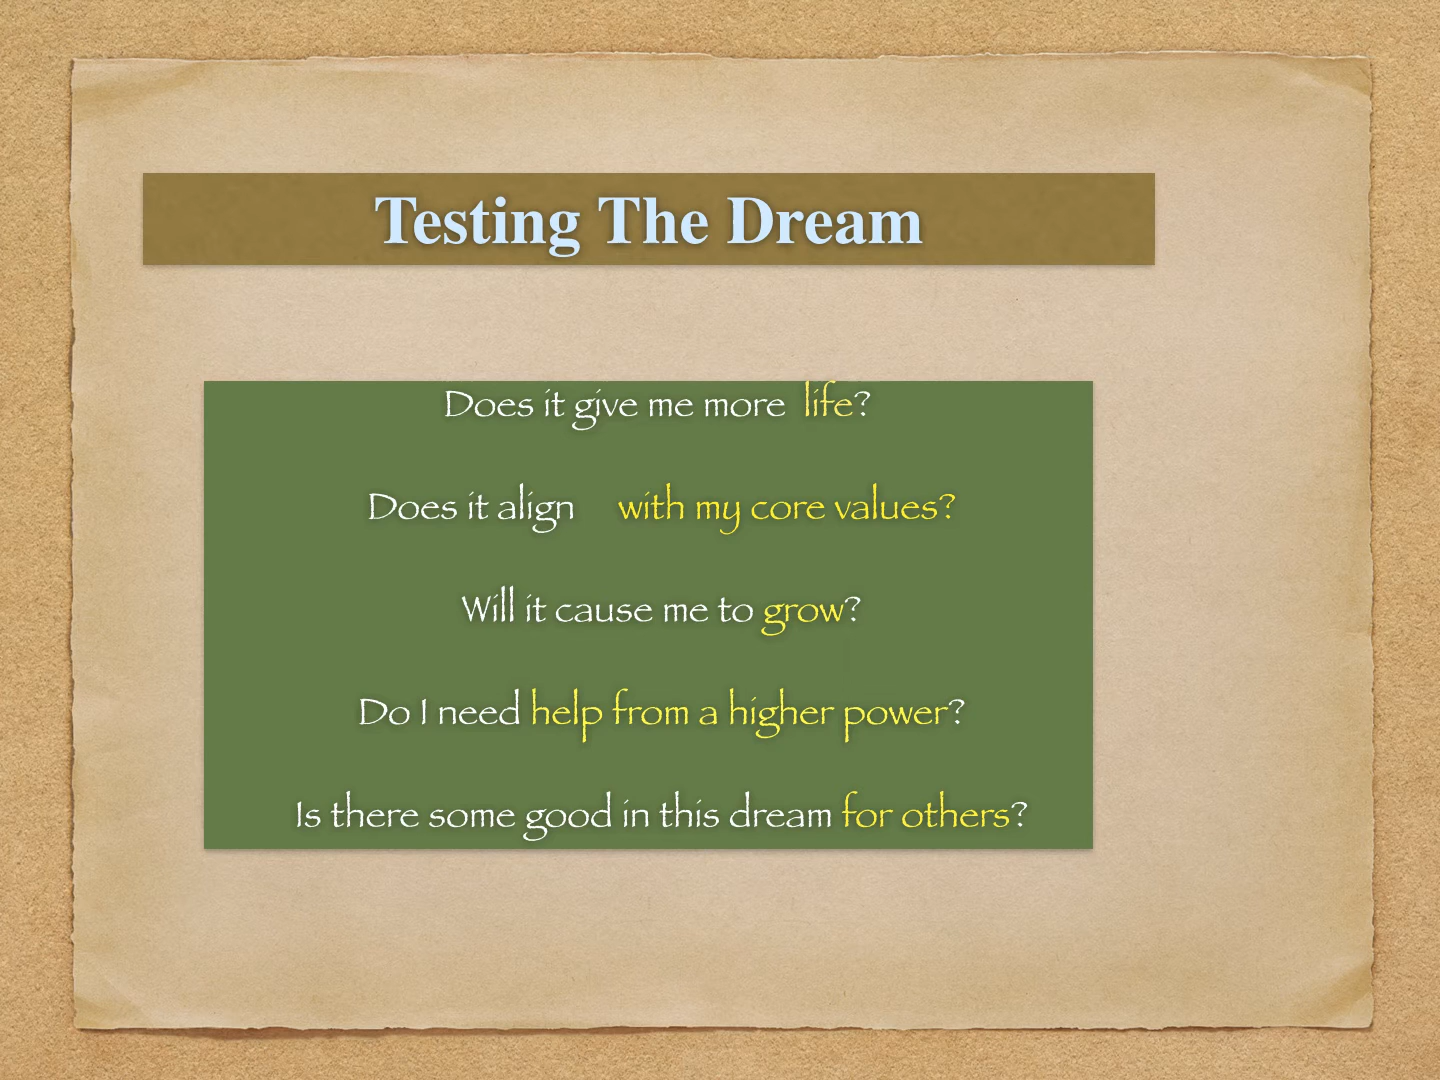 Testing The Dream
Does it give me more life?
Does it align with my core values?
Will it cause me to grow?
Do I need help from a higher power?
Is there some good in this dream for others?